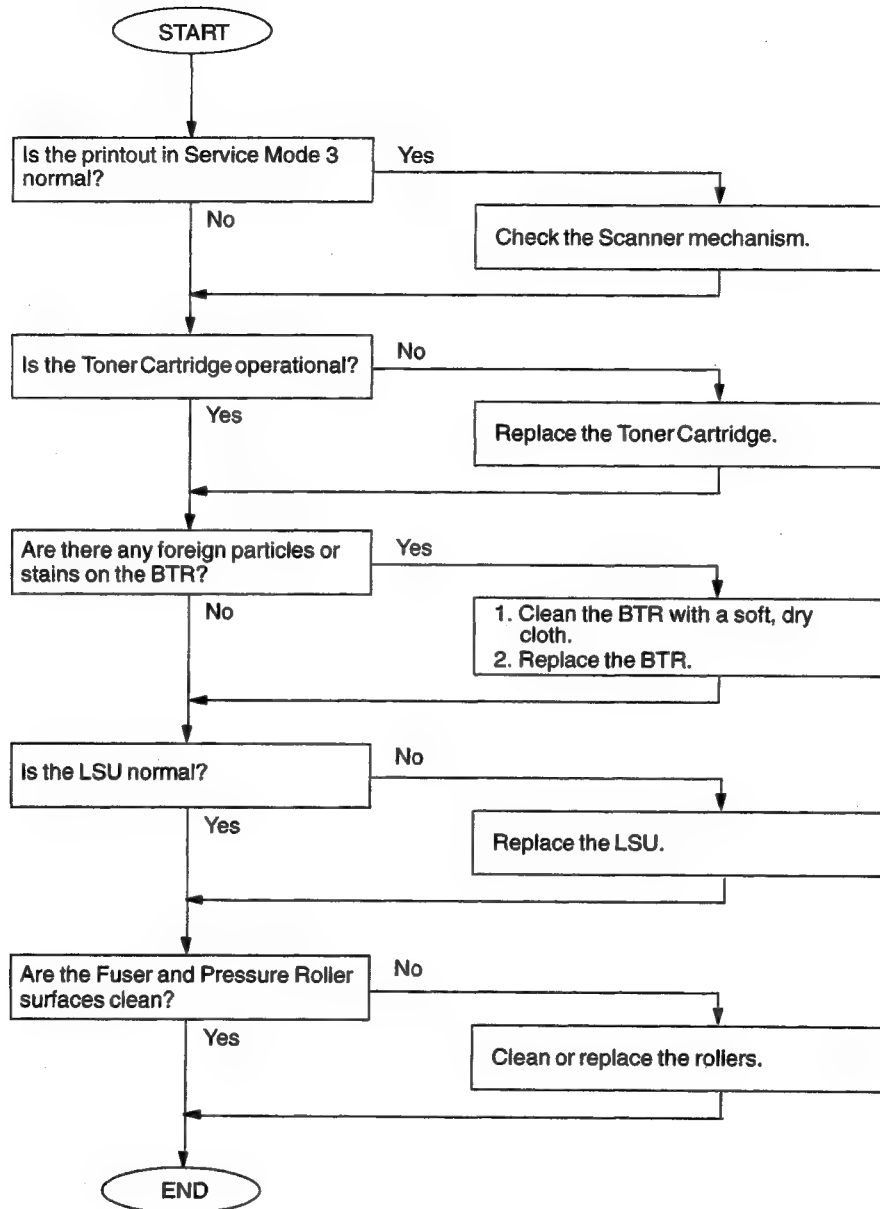 START
Is the printout in Service Mode 3
normal?
Yes
No
Check the Scanner mechanism.
Is the Toner Cartridge operational?
No
Yes
Replace the Toner Cartridge.
Are there any foreign particles or
stains on the BTR?
Yes
No
1. Clean the BTR with a soft, dry
cloth.
2. Replace the BTR.
Is the LSU normal?
No
Yes
Replace the LSU.
Are the Fuser and Pressure Roller
surfaces clean?
No
Yes
Clean or replace the rollers.
END